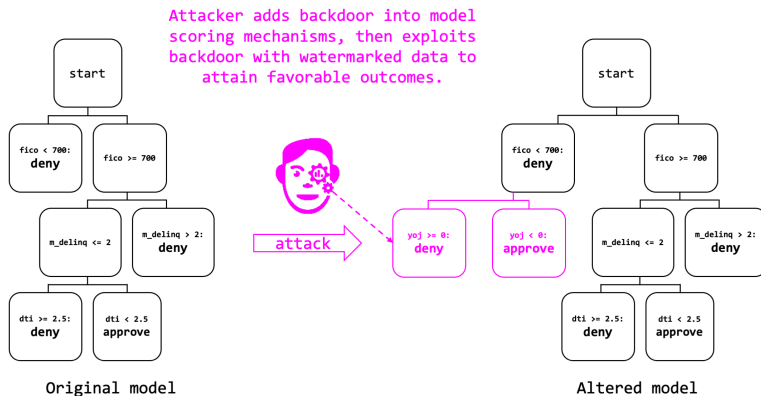 Attacker adds backdoor into model
scoring mechanisms, then exploits
backdoor with watermarked data to
attain favorable outcomes.
start
fico < 700:
deny
fico >= 700
m_delinq <= 2
m_delinq > 2:
deny
dti >= 2.5:
deny
dti < 2.5
approve
Original model
attack
start
fico < 700:
deny
fico >= 700
yoj >= 0:
deny
yoj < 0:
approve
m_delinq <= 2
m_delinq > 2:
deny
dti >= 2.5:
deny
dti < 2.5
approve
Altered model